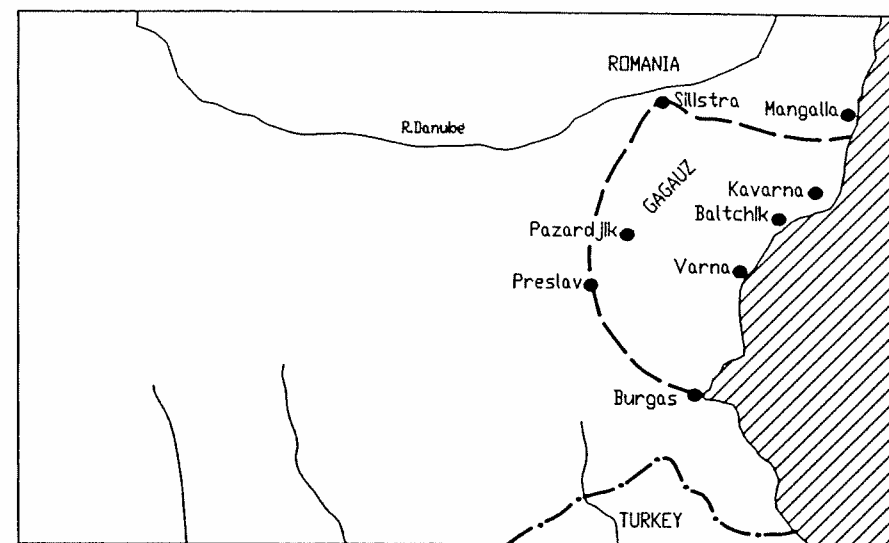 ROMANIA
Silistra
Mangalia
R.Danube
GAGAUZ
Kavarna
Baltchik
Pazardjik
Varna
Preslav
Burgas
TURKEY